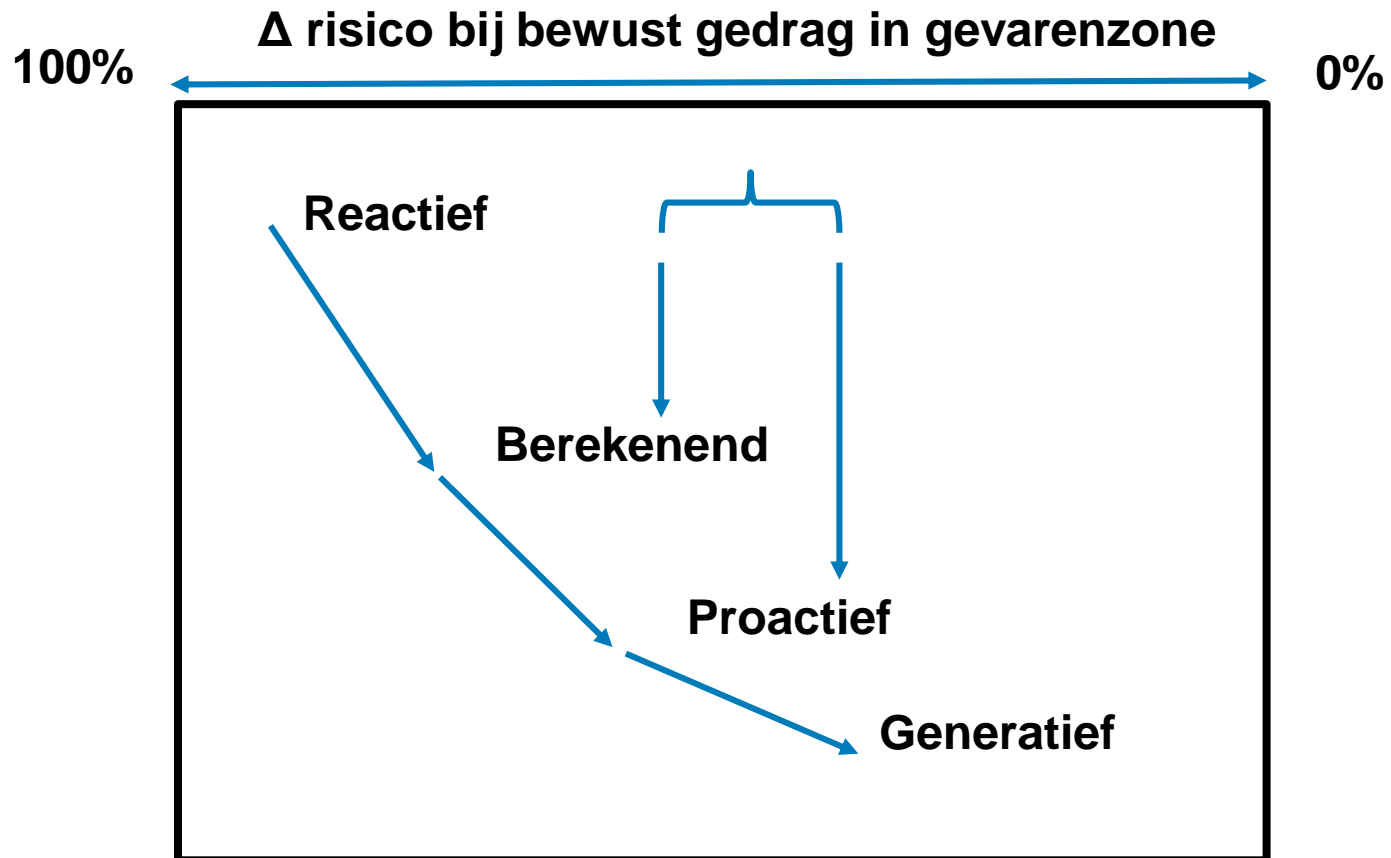 Δ risico bij bewust gedrag in gevarenzone
100%
0%
Reactief
Berekenend
Proactief
Generatief